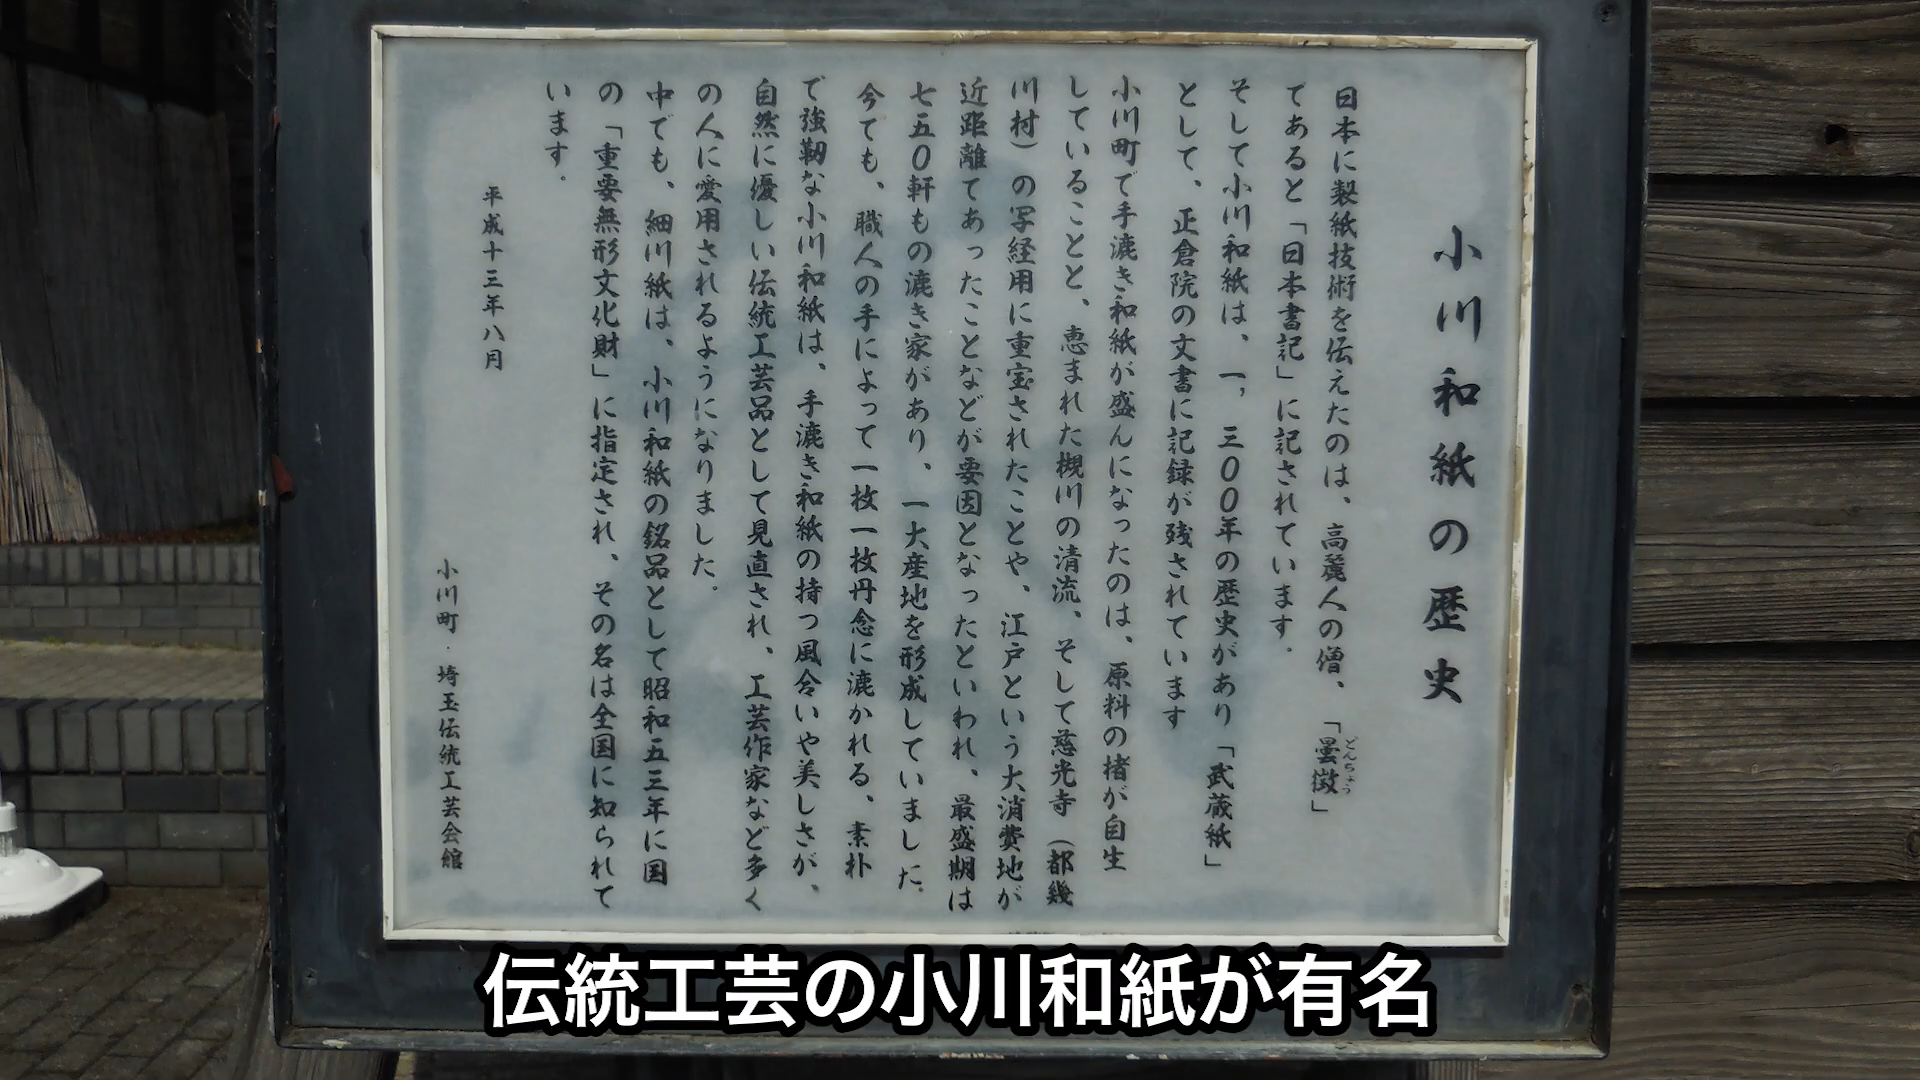 小川和紙の歴史
日本に製紙技術を伝えたのは、高麗人の僧、「曇徴」
どんちょう
であると「日本書記」に記されています.
そして小川和紙は、一，三００年の歴史があり「武蔵紙」
として、正倉院の文書に記録が残されています
小川町で手漉き和紙が盛んになったのは、原料の楮が自生
していることと、恵まれた槻川の清流、そして慈光寺（都幾
川村）の写経用に重宝されたことや、江戸という大消費地が
近距離であったことなどが要因となったといわれ、最盛期は
七五０軒もの漉き家があり、一大産地を形成していました.
今でも、職人の手によって一枚一枚丹念に漉かれる、素朴
で強靭な小川和紙は、手漉き和紙の持つ風合いや美しさが、
自然に優しい伝統工芸品として見直され、工芸作家など多く
の人に愛用されるようになりました.
中でも、細川紙は、小川和紙の銘品として昭和五三年に国
の「重要無形文化財」に指定され、その名は全国に知られて
います.
平成十三年八月
小川町・埼玉伝統工芸会館
伝統工芸の小川和紙が有名